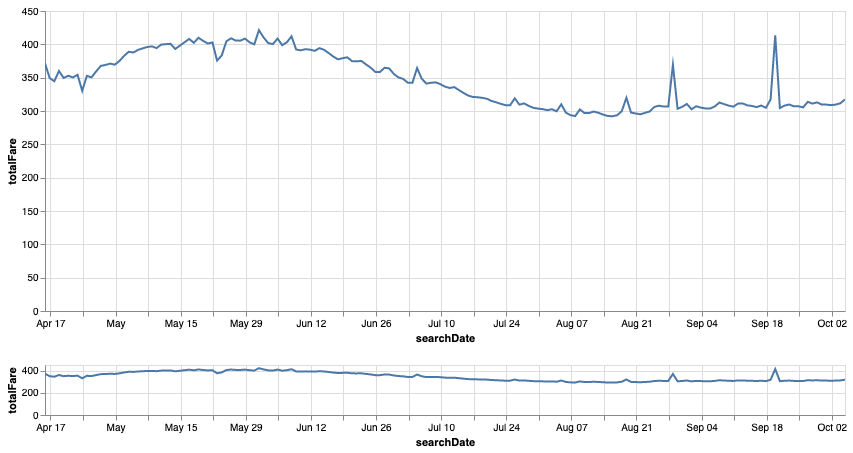 450
400
350
300
250
200
150
100
50
0
totalFare
Apr 17 May May 15 May 29 Jun 12 Jun 26 Jul 10 Jul 24 Aug 07 Aug 21 Sep 04 Sep 18 Oct 02
searchDate
400
200
0
totalFare
Apr 17 May May 15 May 29 Jun 12 Jun 26 Jul 10 Jul 24 Aug 07 Aug 21 Sep 04 Sep 18 Oct 02
searchDate